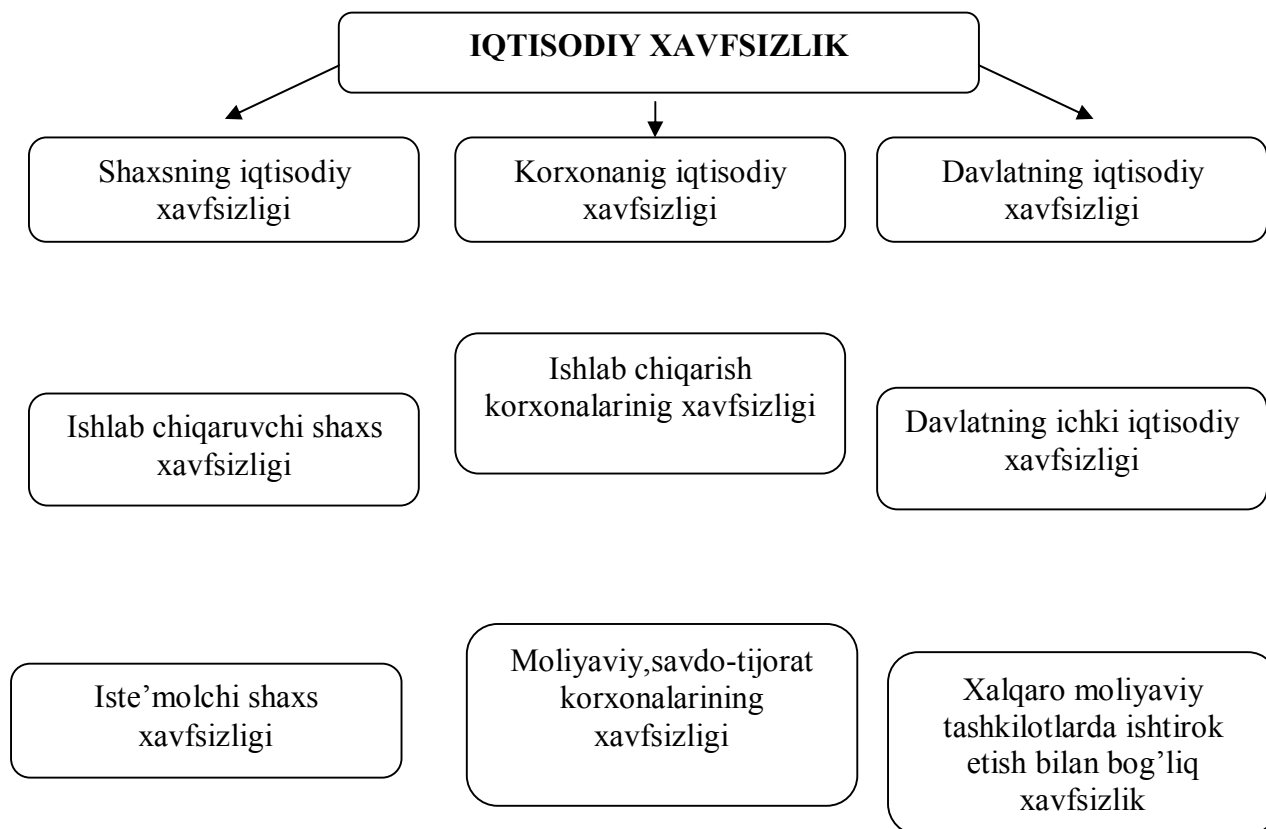 IQTISODIY XAVFSIZLIK
Shaxsning iqtisodiy
xavfsizligi
Korxonanig iqtisodiy
xavfsizligi
Davlatning iqtisodiy
xavfsizligi
Ishlab chiqaruvchi shaxs
xavfsizligi
Ishlab chiqarish
korxonalarinig xavfsizligi
Davlatning ichki iqtisodiy
xavfsizligi
Iste’molchi shaxs
xavfsizligi
Moliyaviy,savdo-tijorat
korxonalarining
xavfsizligi
Xalqaro moliyaviy
tashkilotlarda ishtirok
etish bilan bog’liq
xavfsizlik